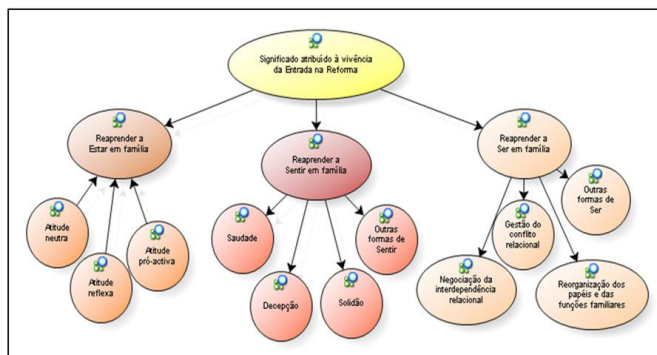 Significado atribuído à vivência
da Entrada na Reforma
Reaprender a
Estar em família
Reaprender a
Sentir em família
Reaprender a
Ser em família
Atitude
neutra
Atitude
reflexa
Atitude
pró-activa
Saudade
Decepção
Solidão
Outras
formas de
Sentir
Negociação da
interdependência
relacional
Gestão do
conflito
relacional
Reorganização dos
papéis e das
funções familiares
Outras
formas de
Ser